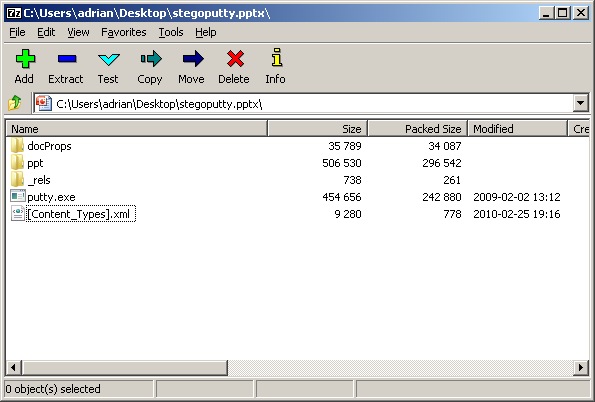 C:\Users\adrian\Desktop\stegoputty.pptx\
File Edit View Favorites Tools Help
Add Extract Test Copy Move Delete Info
C:\Users\adrian\Desktop\stegoputty.pptx\
Name Size Packed Size Modified Cre
docProps 35 789 34 087
ppt 506 530 296 542
_rels 738 261
putty.exe 454 656 242 880 2009-02-02 13:12
[Content_Types].xml 9 280 778 2010-02-25 19:16
0 object(s) selected